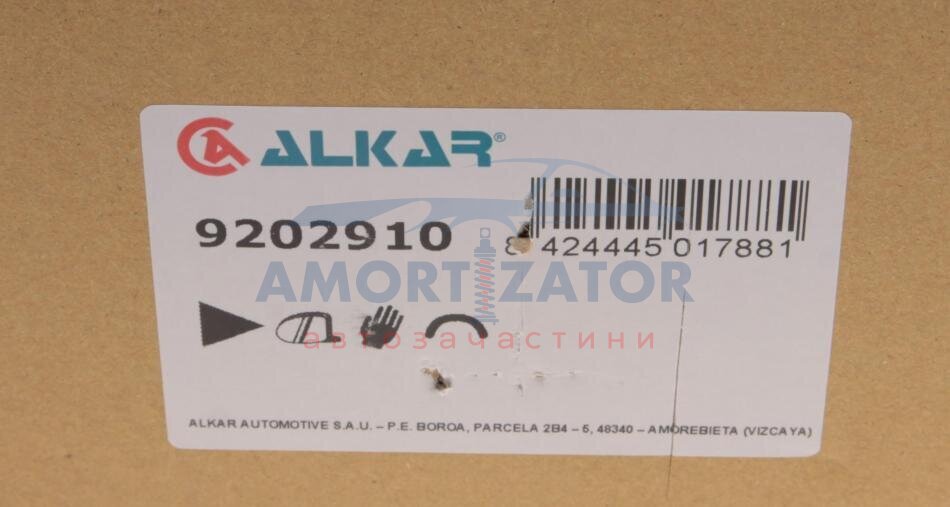 ALKAR®
9202910
8 424445 017881
AMORTIZATOR
автозапчастини
ALKAR AUTOMOTIVE S.A.U. – P.E. BOROA, PARCELA 2B4 – 5, 48340 – AMOREBIETA (VIZCAYA)